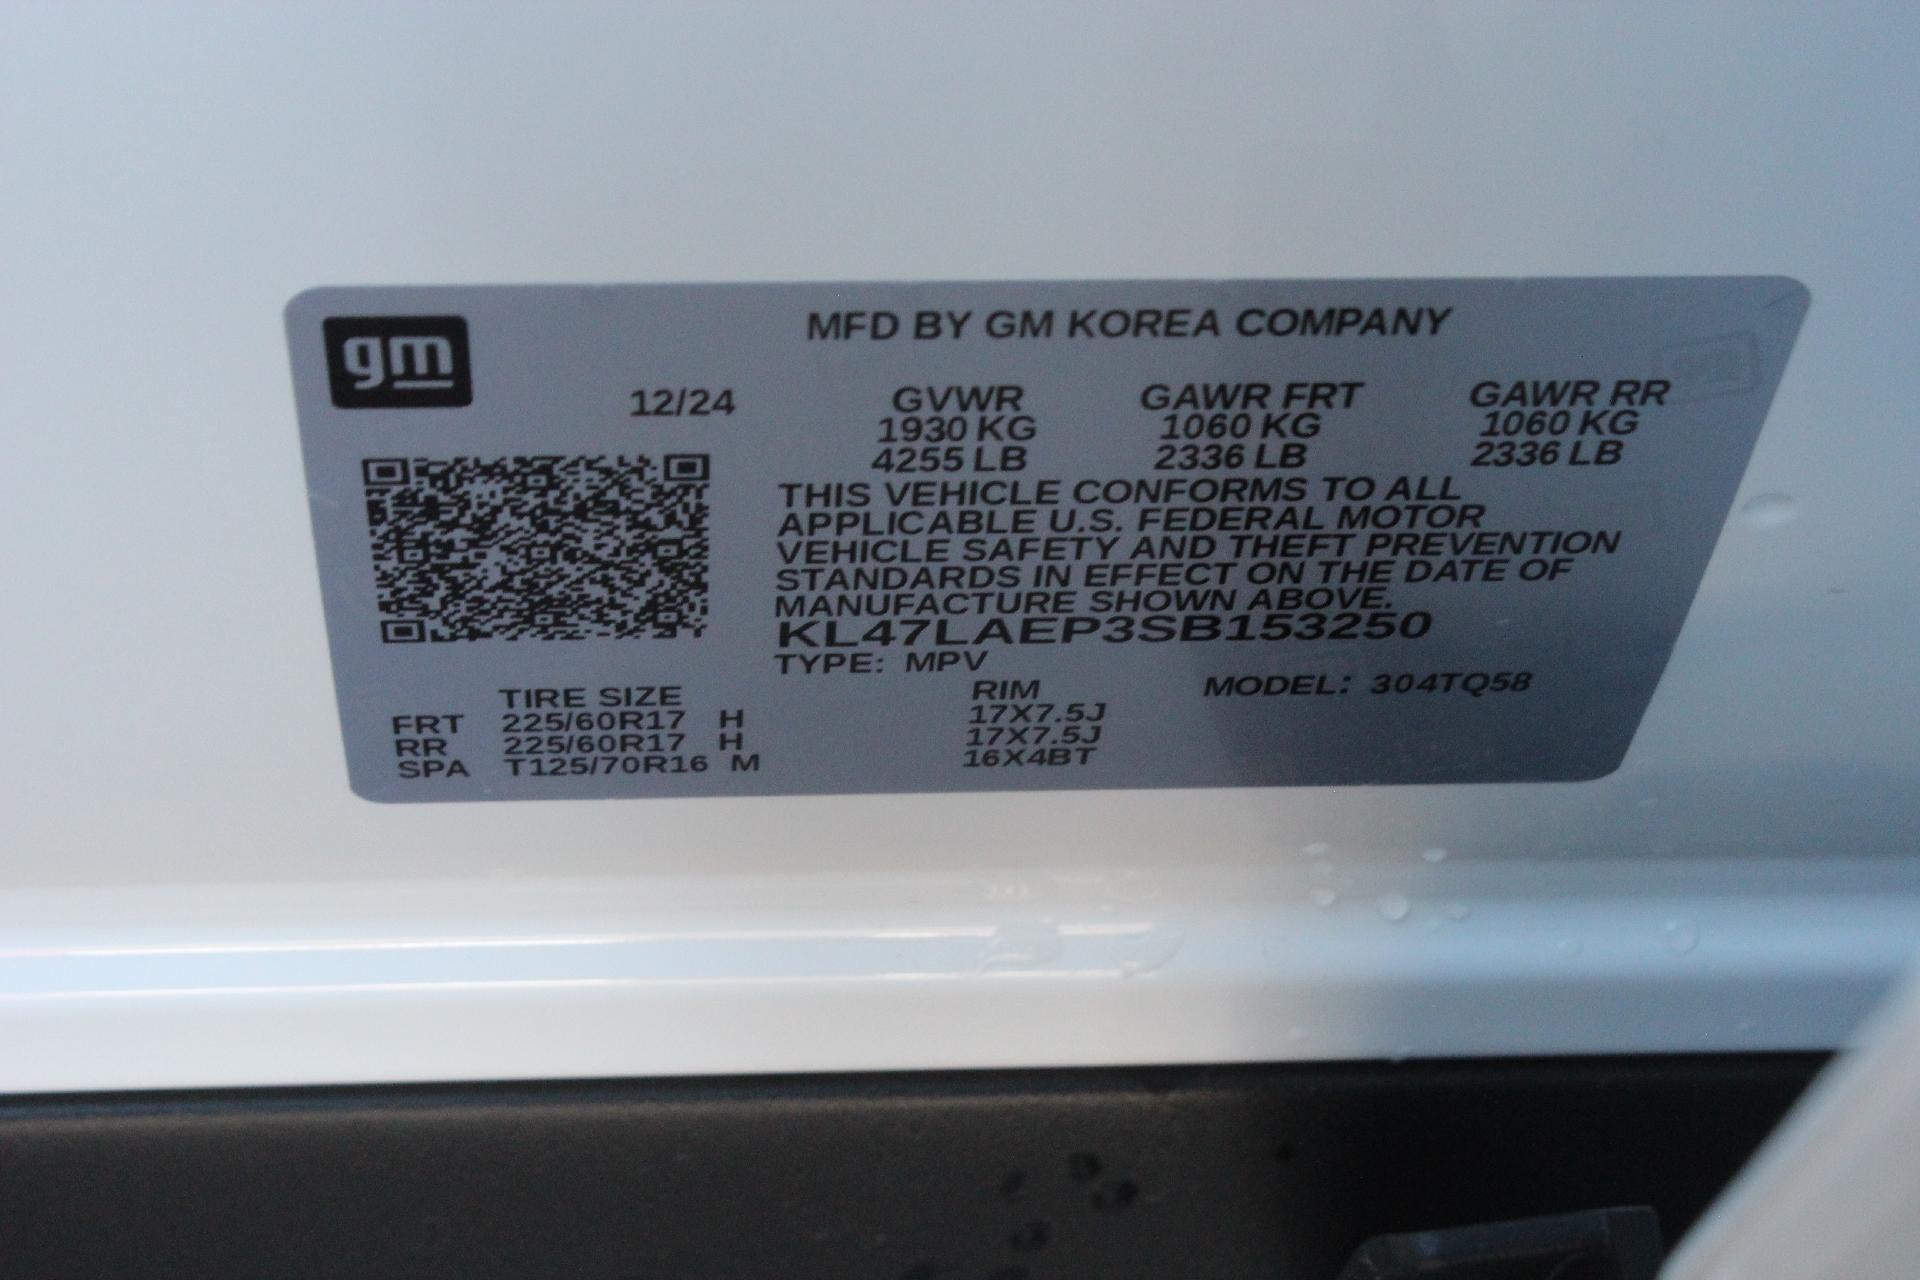 gm
MFD BY GM KOREA COMPANY
12/24
GVWR GAWR FRT GAWR RR
1930 KG 1060 KG 1060 KG
4255 LB 2336 LB 2336 LB
THIS VEHICLE CONFORMS TO ALL
APPLICABLE U.S. FEDERAL MOTOR
VEHICLE SAFETY AND THEFT PREVENTION
STANDARDS IN EFFECT ON THE DATE OF
MANUFACTURE SHOWN ABOVE.
KL47LAEP3SB153250
TYPE: MPV
TIRE SIZE RIM MODEL: 304TQ58
FRT 225/60R17 H 17X7.5J
RR 225/60R17 H 17X7.5J
SPA T125/70R16 M 16X4BT